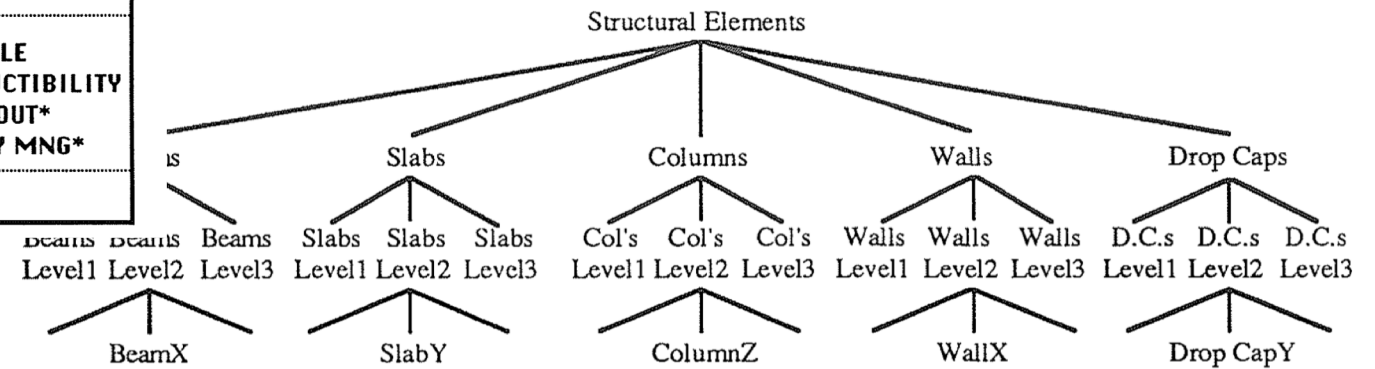 Structural Elements
LE
CTIBILITY
OUT*
Y MNG*
Slabs Columns Walls Drop Caps
Beams Beams Beams Slabs Slabs Slabs Col's Col's Col's Walls Walls Walls D.C.s D.C.s D.C.s
Level1 Level2 Level3 Level1 Level2 Level3 Level1 Level2 Level3 Level1 Level2 Level3 Level1 Level2 Level3
BeamX SlabY ColumnZ WallX Drop CapY